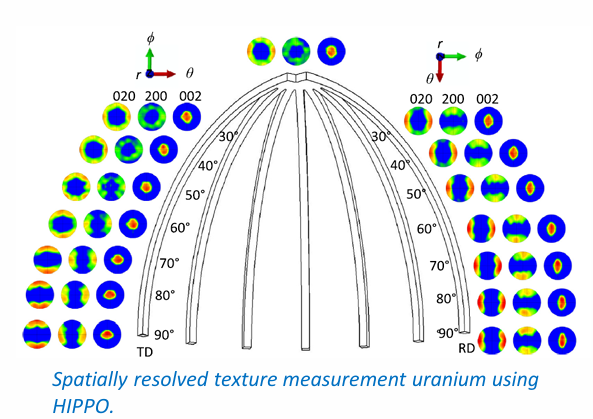 ϕ
r θ
r ϕ
θ
020 200 002
020 200 002
30° 30°
40° 40°
50° 50°
60° 60°
70° 70°
80° 80°
90° 90°
TD RD
Spatially resolved texture measurement uranium using
HIPPO.